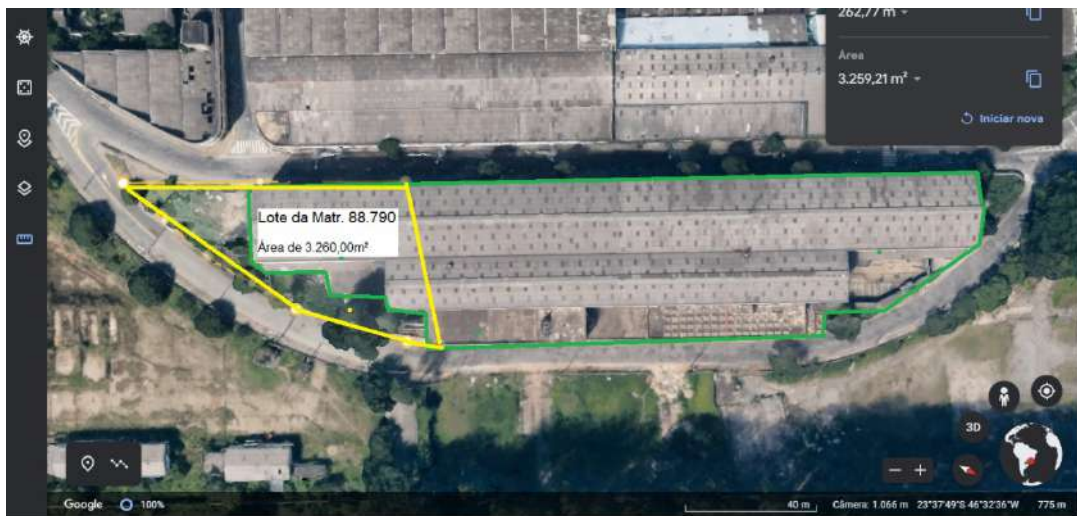 262,77 m
Área
3.259,21 m²
Iniciar nova
Lote da Matr. 88.790
Área de 3.260,00m²
3D
Google
100%
40 m
Câmera: 1.066 m 23°37'49"S 46°32'36"W 775 m